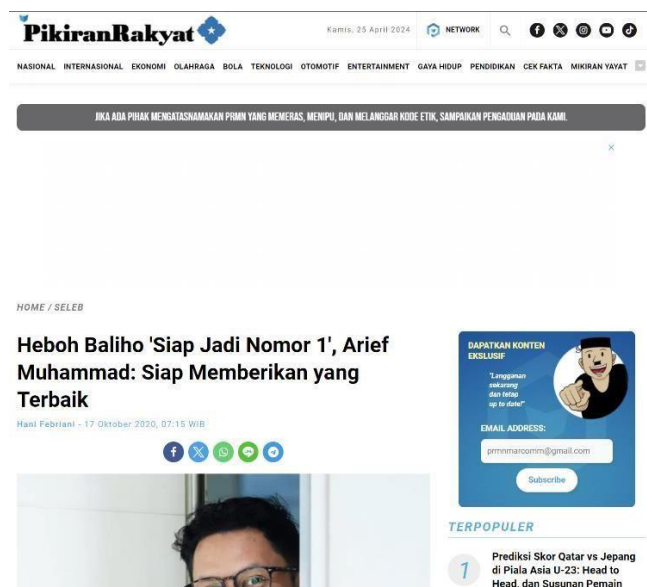 PikiranRakyat
Kamis, 25 April 2024
NETWORK
NASIONAL INTERNASIONAL EKONOMI OLAHRAGA BOLA TEKNOLOGI OTOMOTIF ENTERTAINMENT GAYA HIDUP PENDIDIKAN CEK FAKTA MIKIRAN YAYAT
JIKA ADA PIHAK MENGATASNAMAKAN PRMN YANG MEMERAS, MENIPU, DAN MELANGGAR KODE ETIK, SAMPAIKAN PENGADUAN PADA KAMI.
HOME / SELEB
Heboh Baliho 'Siap Jadi Nomor 1', Arief
Muhammad: Siap Memberikan yang
Terbaik
Hani Febriani - 17 Oktober 2020, 07:15 WIB
DAPATKAN KONTEN
EKSLUSIF
"Langganan
sekarang
dan tetap
up to date!"
EMAIL ADDRESS:
prmnmarcomm@gmail.com
Subscribe
TERPOPULER
1
Prediksi Skor Qatar vs Jepang
di Piala Asia U-23: Head to
Head, dan Susunan Pemain